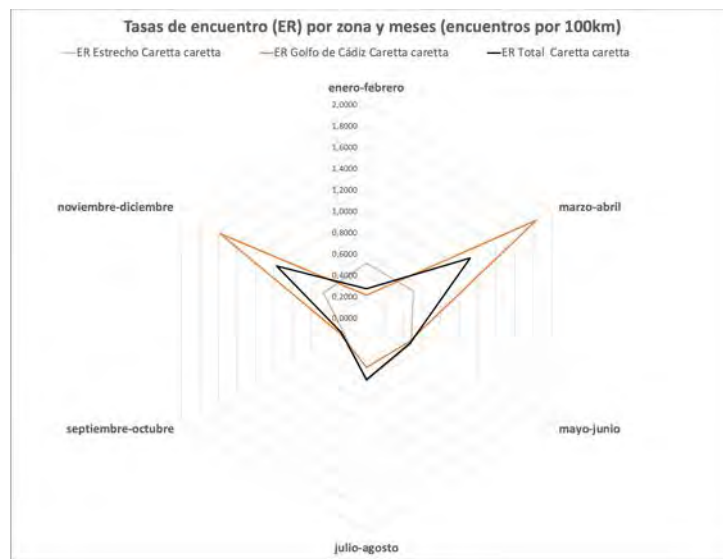 Tasas de encuentro (ER) por zona y meses (encuentros por 100km)
ER Estrecho Caretta caretta
ER Golfo de Cádiz Caretta caretta
ER Total Caretta caretta
enero-febrero
2,0000
1,8000
1,6000
1,4000
1,2000
1,0000
0,8000
0,6000
0,4000
0,2000
0,0000
noviembre-diciembre
marzo-abril
septiembre-octubre
mayo-junio
julio-agosto